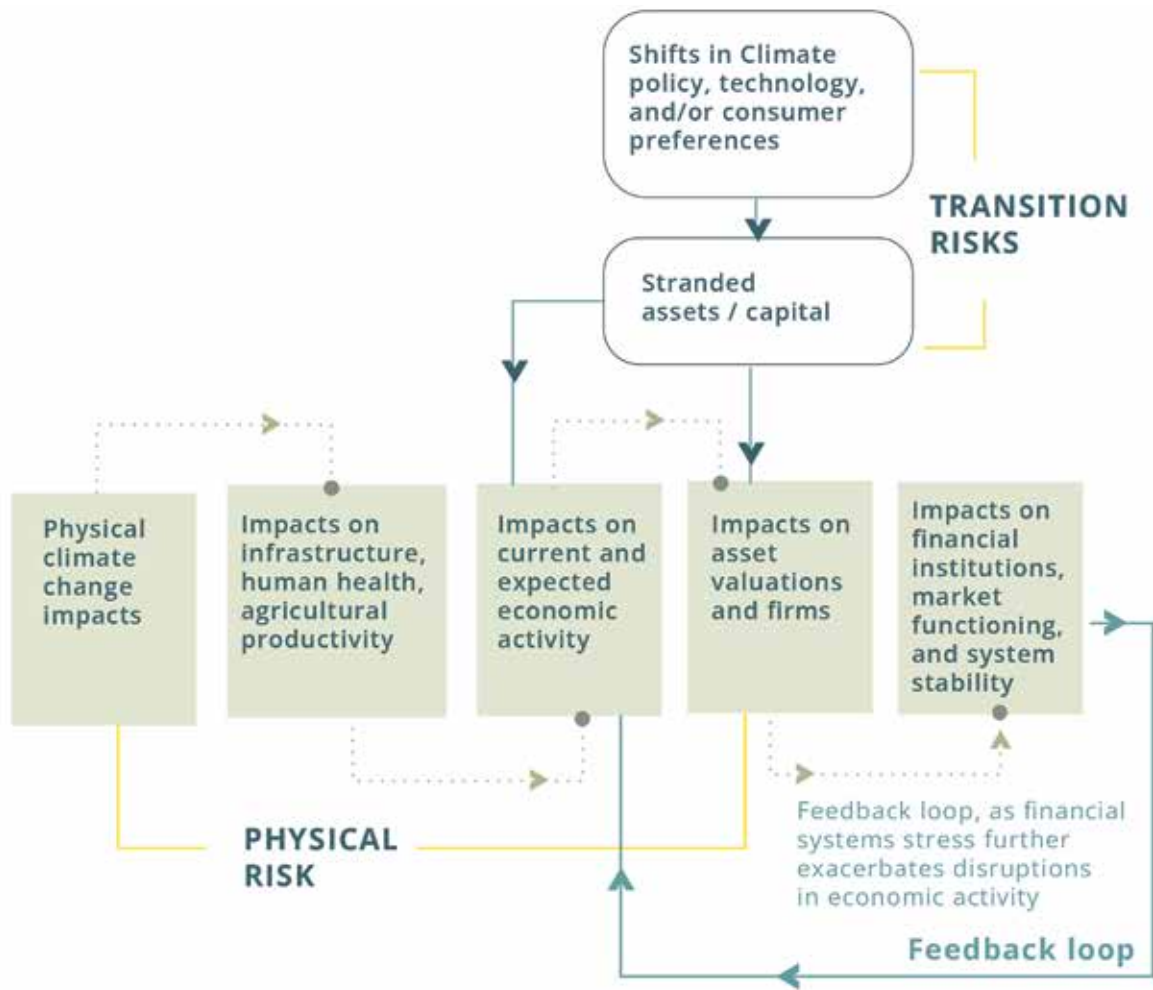 Shifts in Climate
policy, technology,
and/or consumer
preferences
TRANSITION
RISKS
Stranded
assets / capital
Physical
climate
change
impacts
Impacts on
infrastructure,
human health,
agricultural
productivity
Impacts on
current and
expected
economic
activity
Impacts on
asset
valuations
and firms
Impacts on
financial
institutions,
market
functioning,
and system
stability
PHYSICAL
RISK
Feedback loop, as financial
systems stress further
exacerbates disruptions
in economic activity
Feedback loop